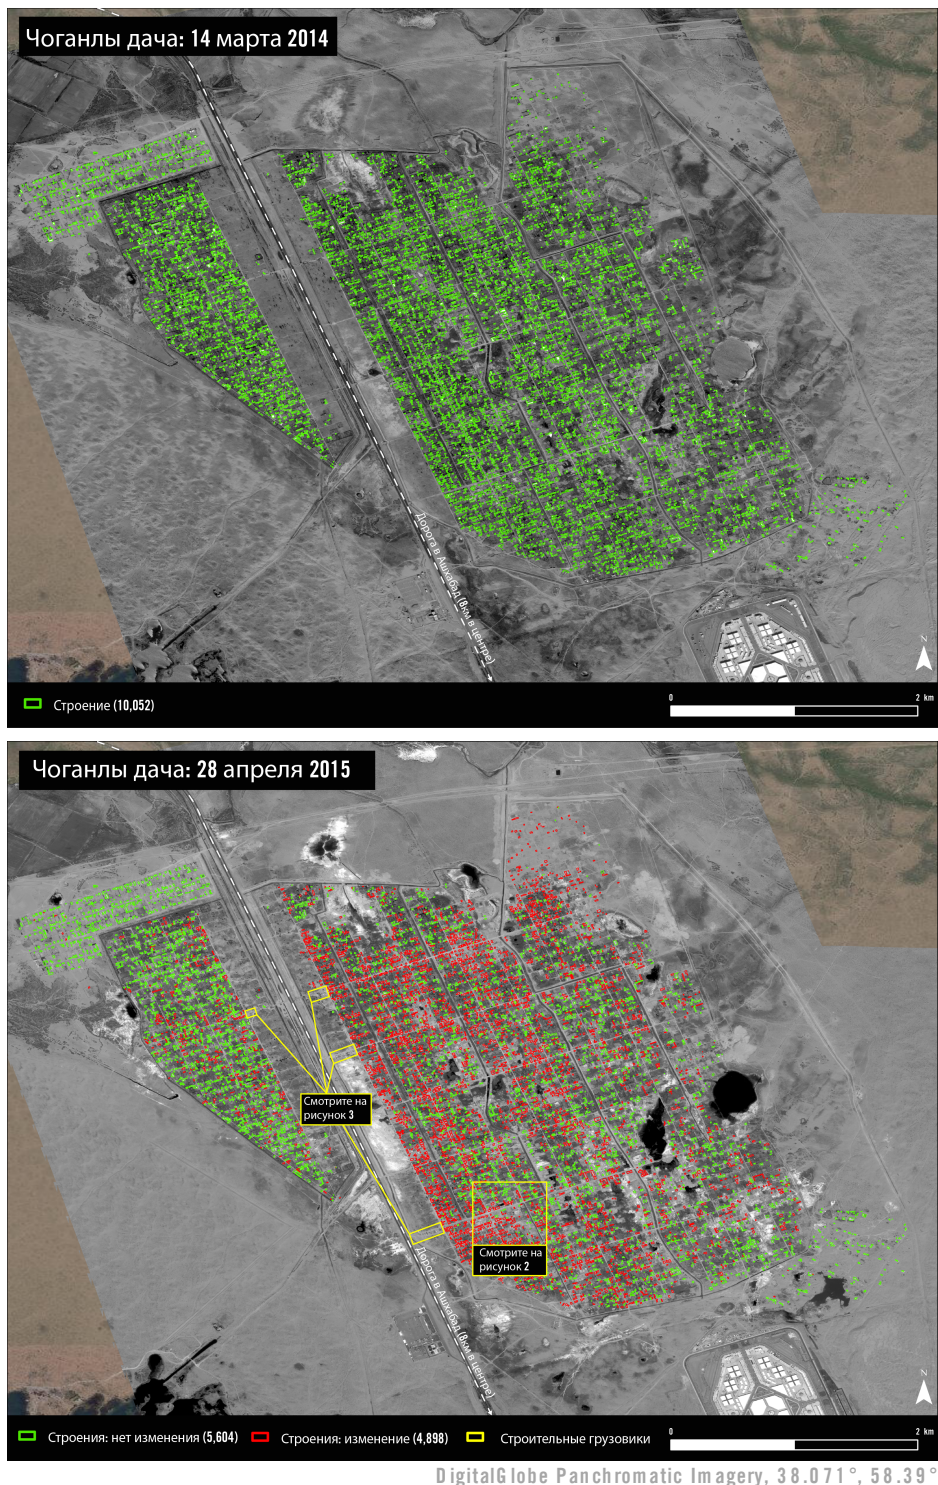 Чоганлы дача: 14 марта 2014
Дорога в Ашхабад (8км в центре)
N
Строение (10,052)
0 2 km
Чоганлы дача: 28 апреля 2015
Смотрите на
рисунок 3
Смотрите на
рисунок 2
Дорога в Ашхабад (8км в центре)
N
Строения: нет изменения (5,604) Строения: изменение (4,898) Строительные грузовики
0 2 km
DigitalGlobe Panchromatic Imagery, 38.071°, 58.39°